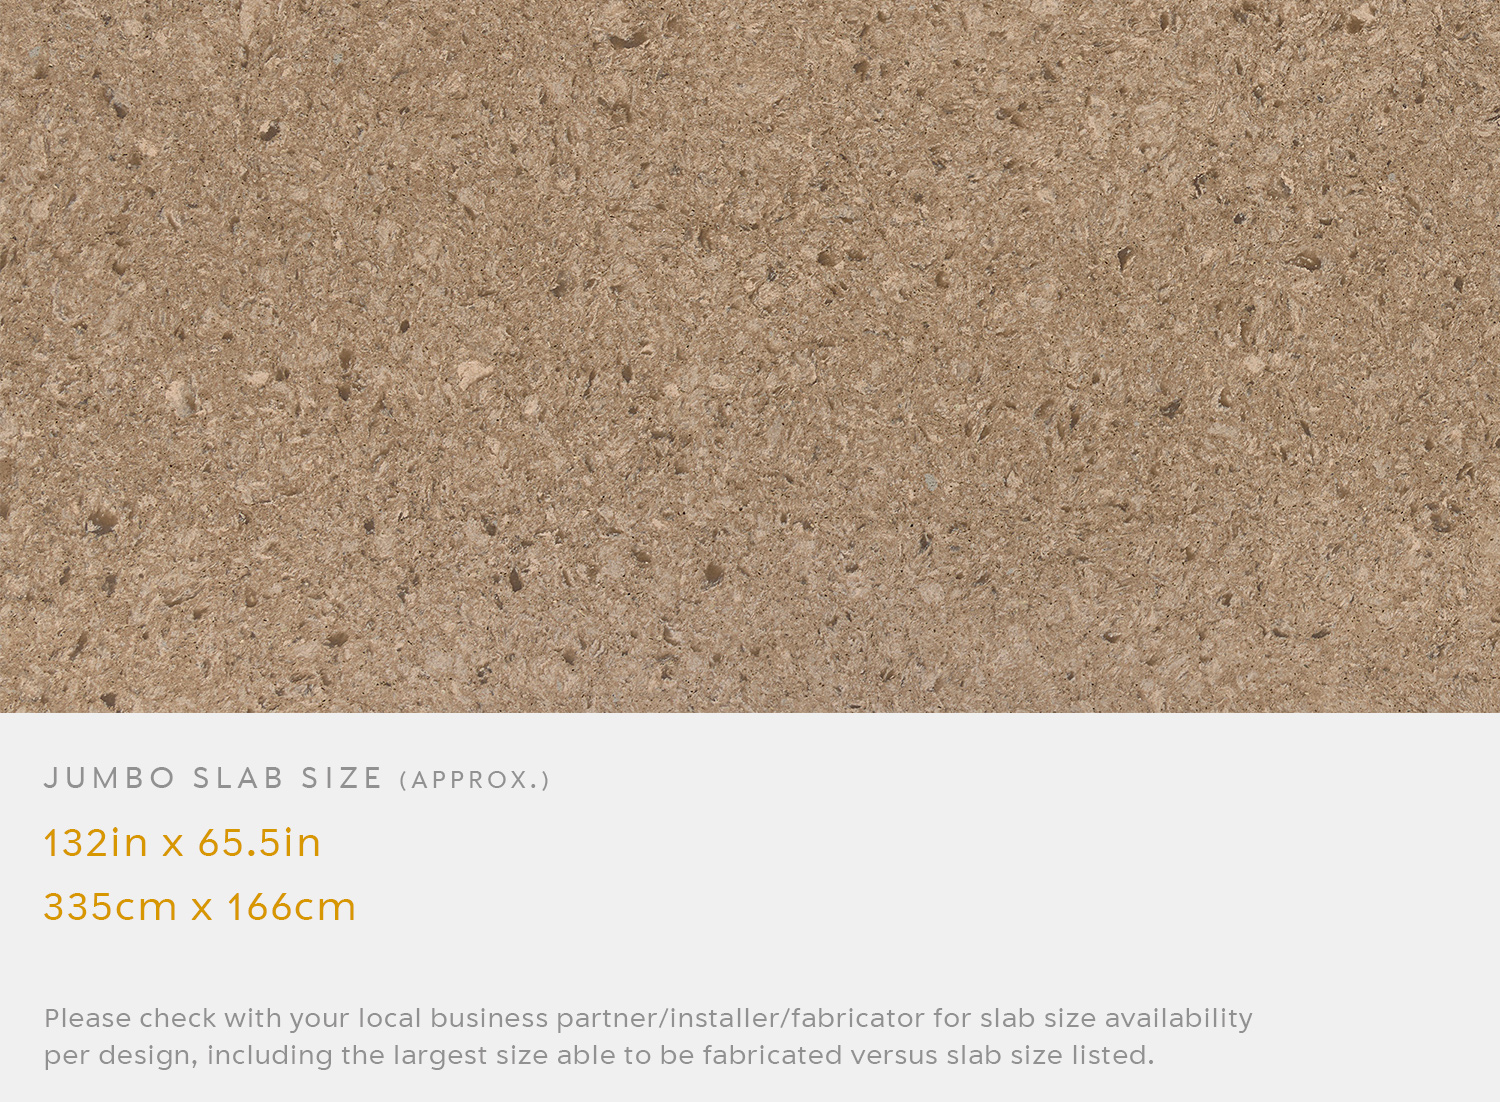 JUMBO SLAB SIZE (APPROX.)
132in x 65.5in
335cm x 166cm
Please check with your local business partner/installer/fabricator for slab size availability
per design, including the largest size able to be fabricated versus slab size listed.